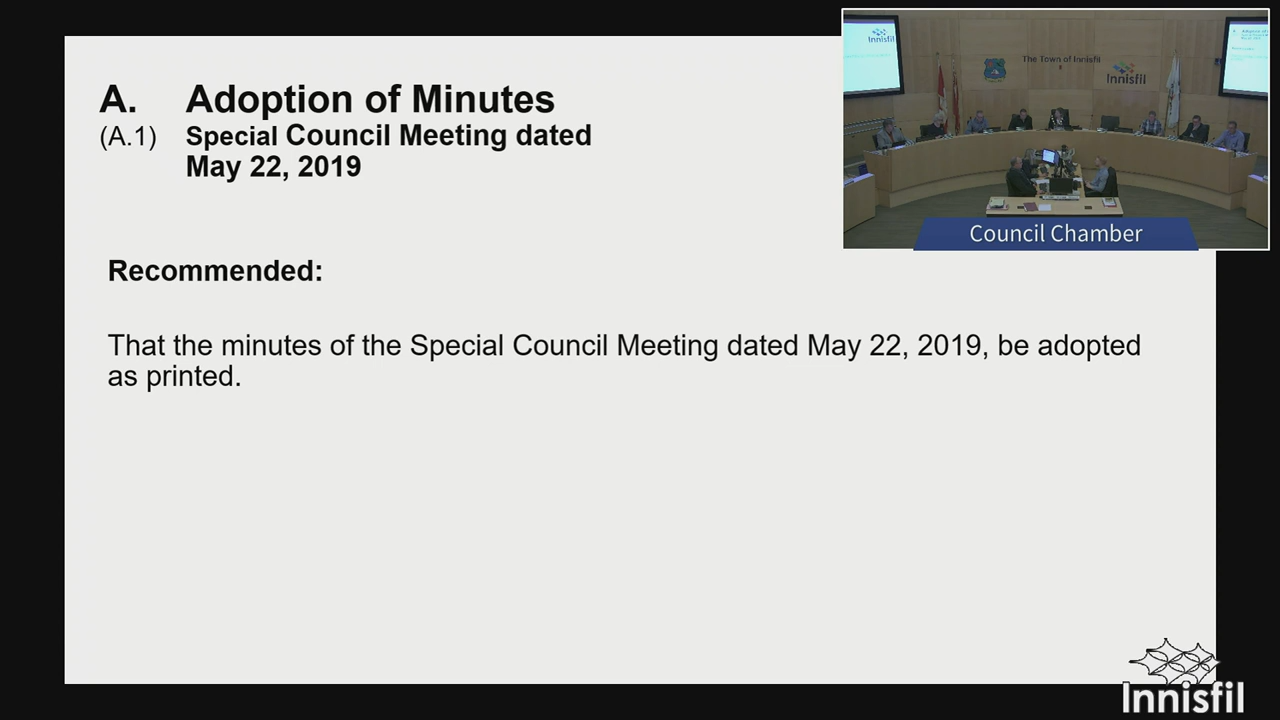 A. Adoption of Minutes
(A.1) Special Council Meeting dated
May 22, 2019
Recommended:
That the minutes of the Special Council Meeting dated May 22, 2019, be adopted
as printed.
Innisfil
The Town of Innisfil
Innisfil
Council Chamber
Innisfil